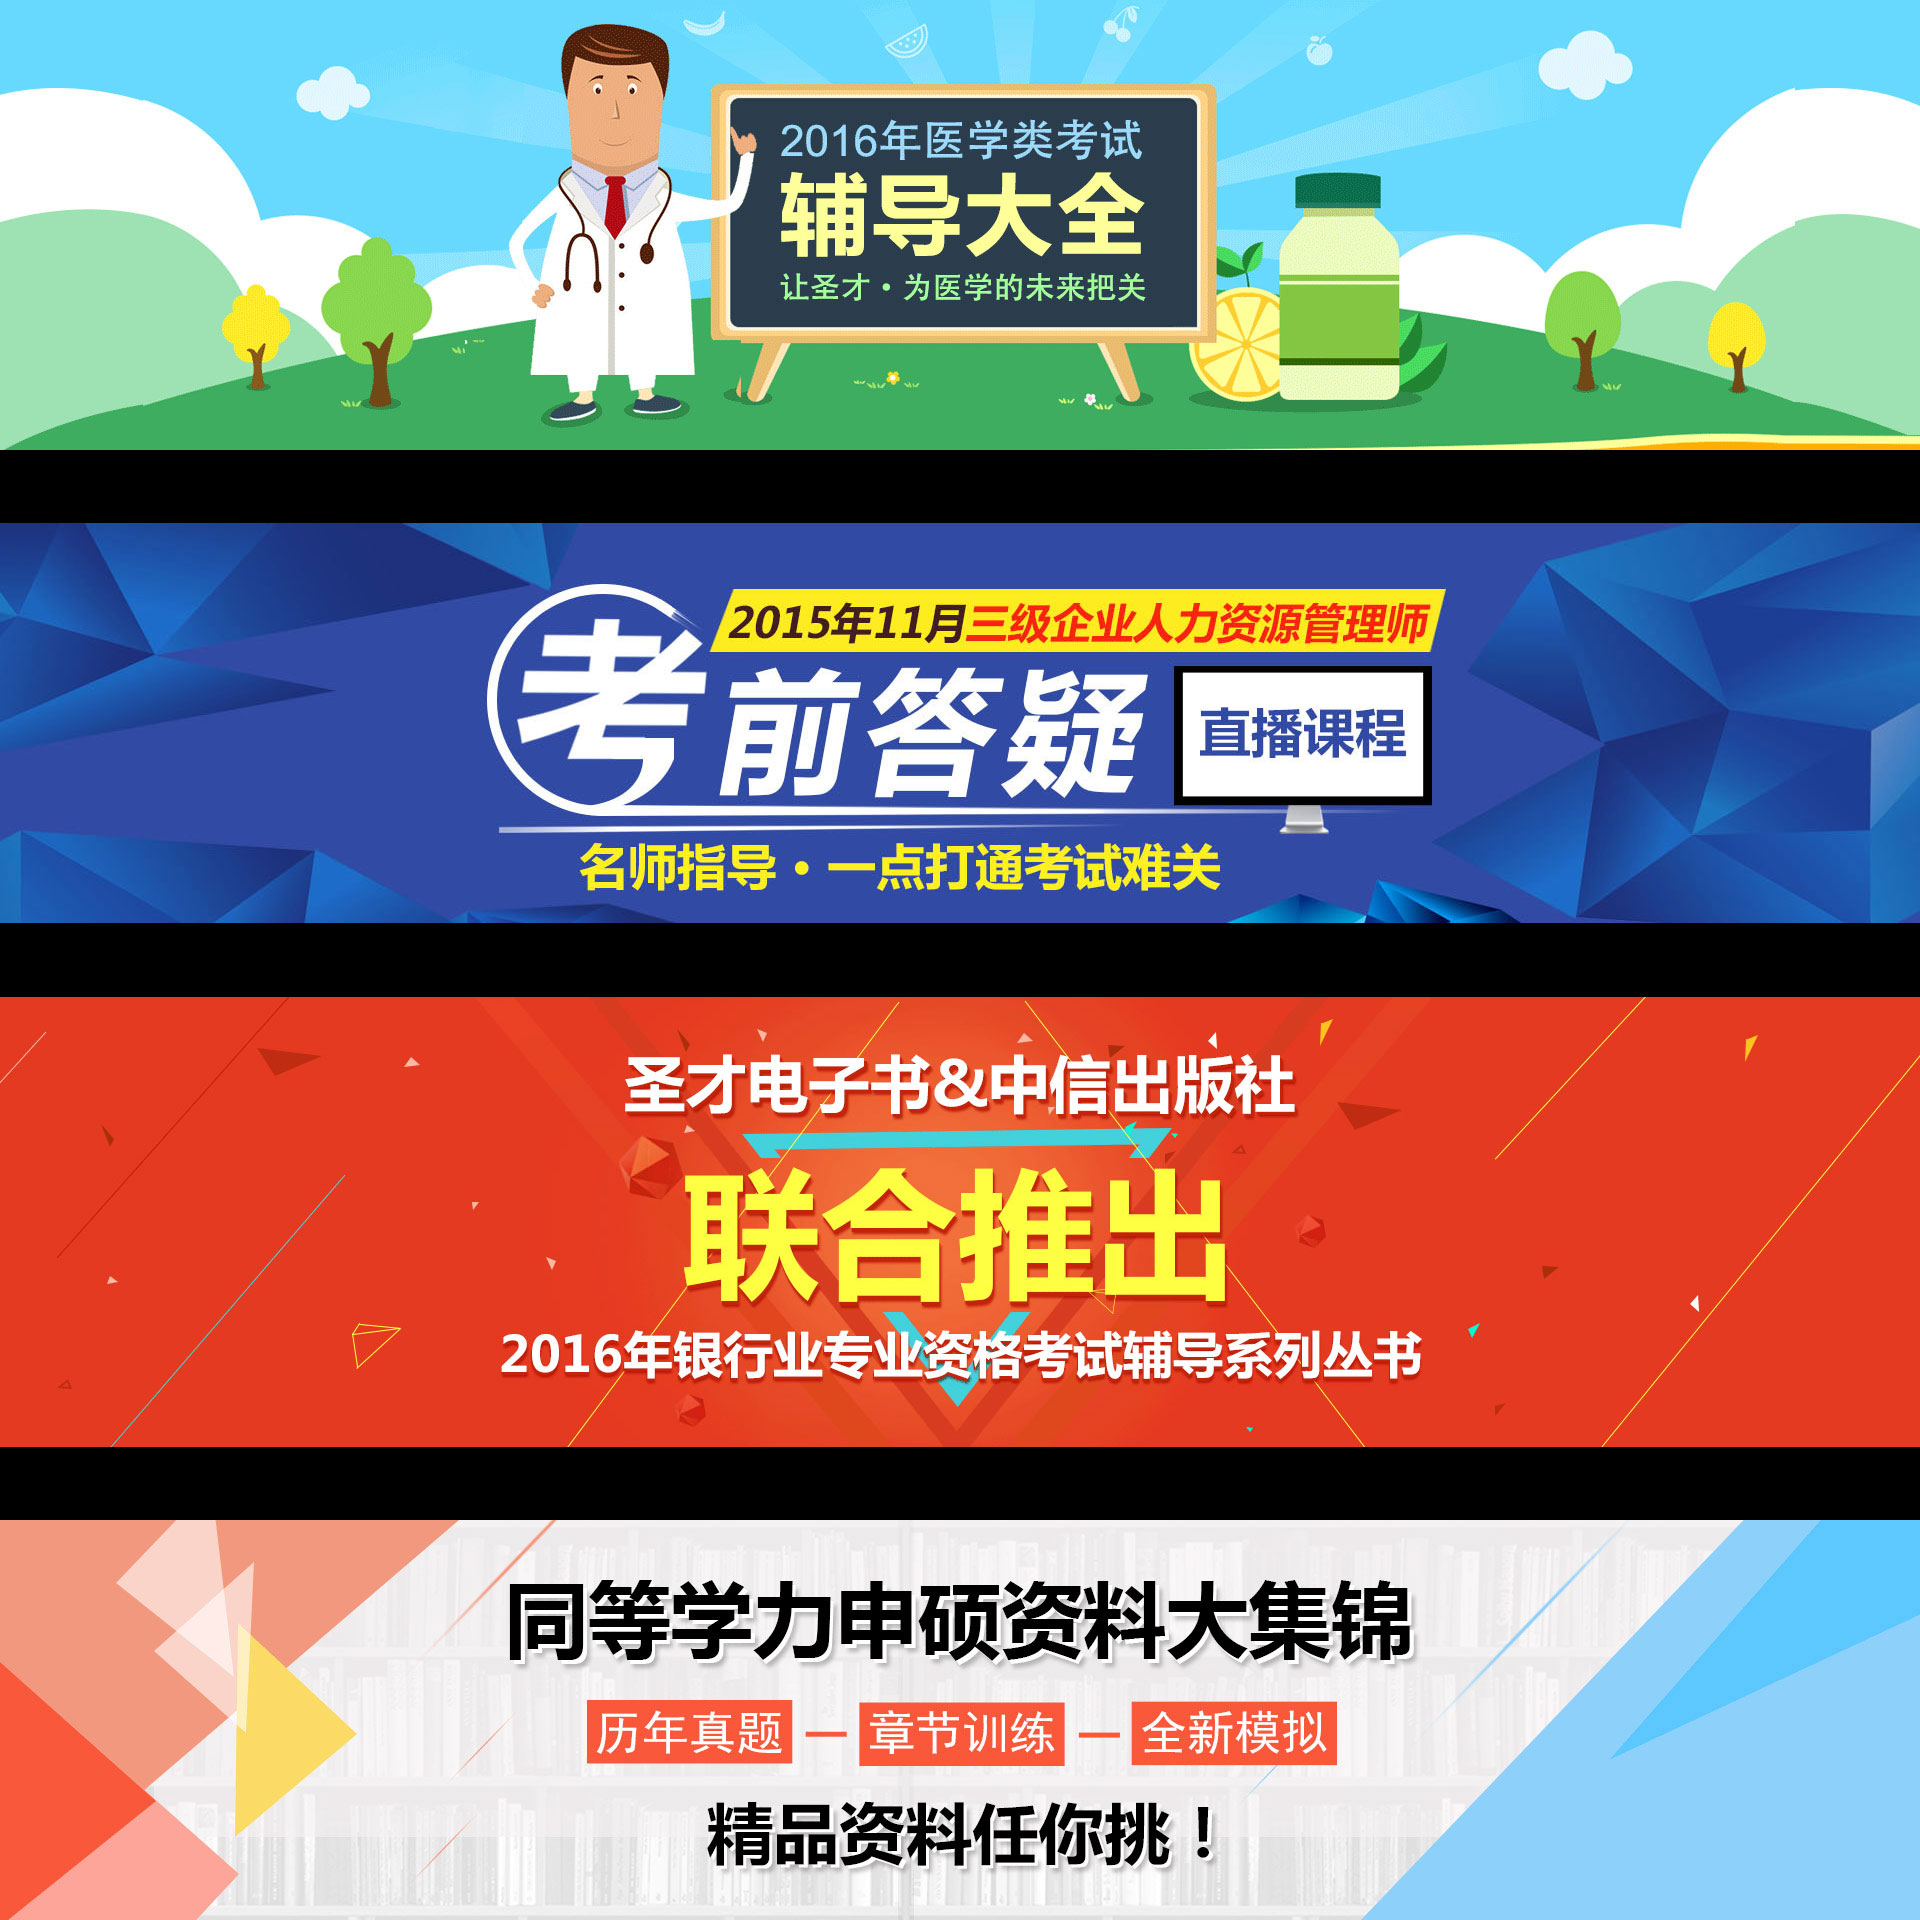 2016年医学类考试
辅导大全
让圣才·为医学的未来把关
2015年11月三级企业人力资源管理师
考前答疑
直播课程
名师指导·一点打通考试难关
圣才电子书&中信出版社
联合推出
2016年银行业专业资格考试辅导系列丛书
同等学力申硕资料大集锦
历年真题—章节训练—全新模拟
精品资料任你挑！